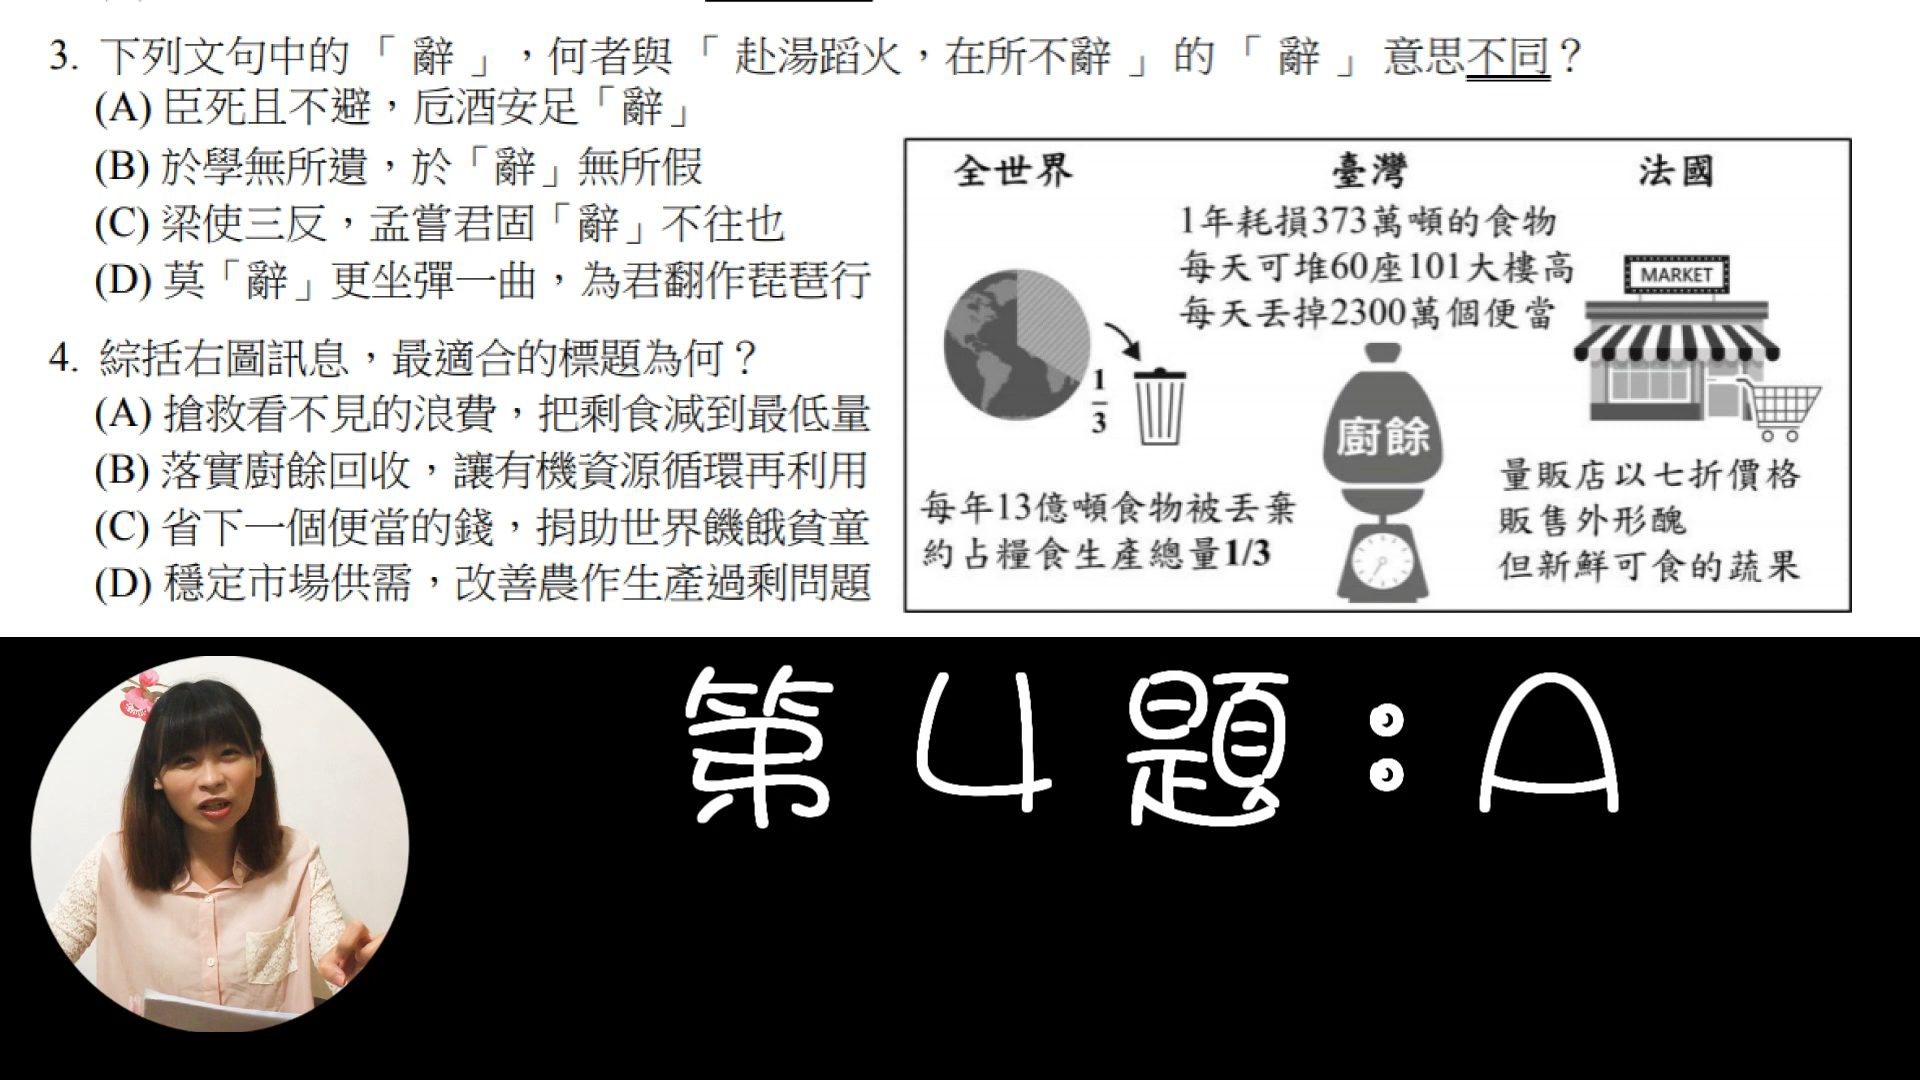 3. 下列文句中的「辭」，何者與「赴湯蹈火，在所不辭」的「辭」意思不同？
(A) 臣死且不避，卮酒安足「辭」
(B) 於學無所遺，於「辭」無所假
(C) 梁使三反，孟嘗君固「辭」不往也
(D) 莫「辭」更坐彈一曲，為君翻作琵琶行
4. 綜括右圖訊息，最適合的標題為何？
(A) 搶救看不見的浪費，把剩食減到最低量
(B) 落實廚餘回收，讓有機資源循環再利用
(C) 省下一個便當的錢，捐助世界饑餓貧童
(D) 穩定市場供需，改善農作生產過剩問題
全世界
1
3
每年13億噸食物被丟棄
約占糧食生產總量1/3
臺灣
1年耗損373萬噸的食物
每天可堆60座101大樓高
每天丟掉2300萬個便當
廚餘
法國
MARKET
量販店以七折價格
販售外形醜
但新鮮可食的蔬果
第4題：A